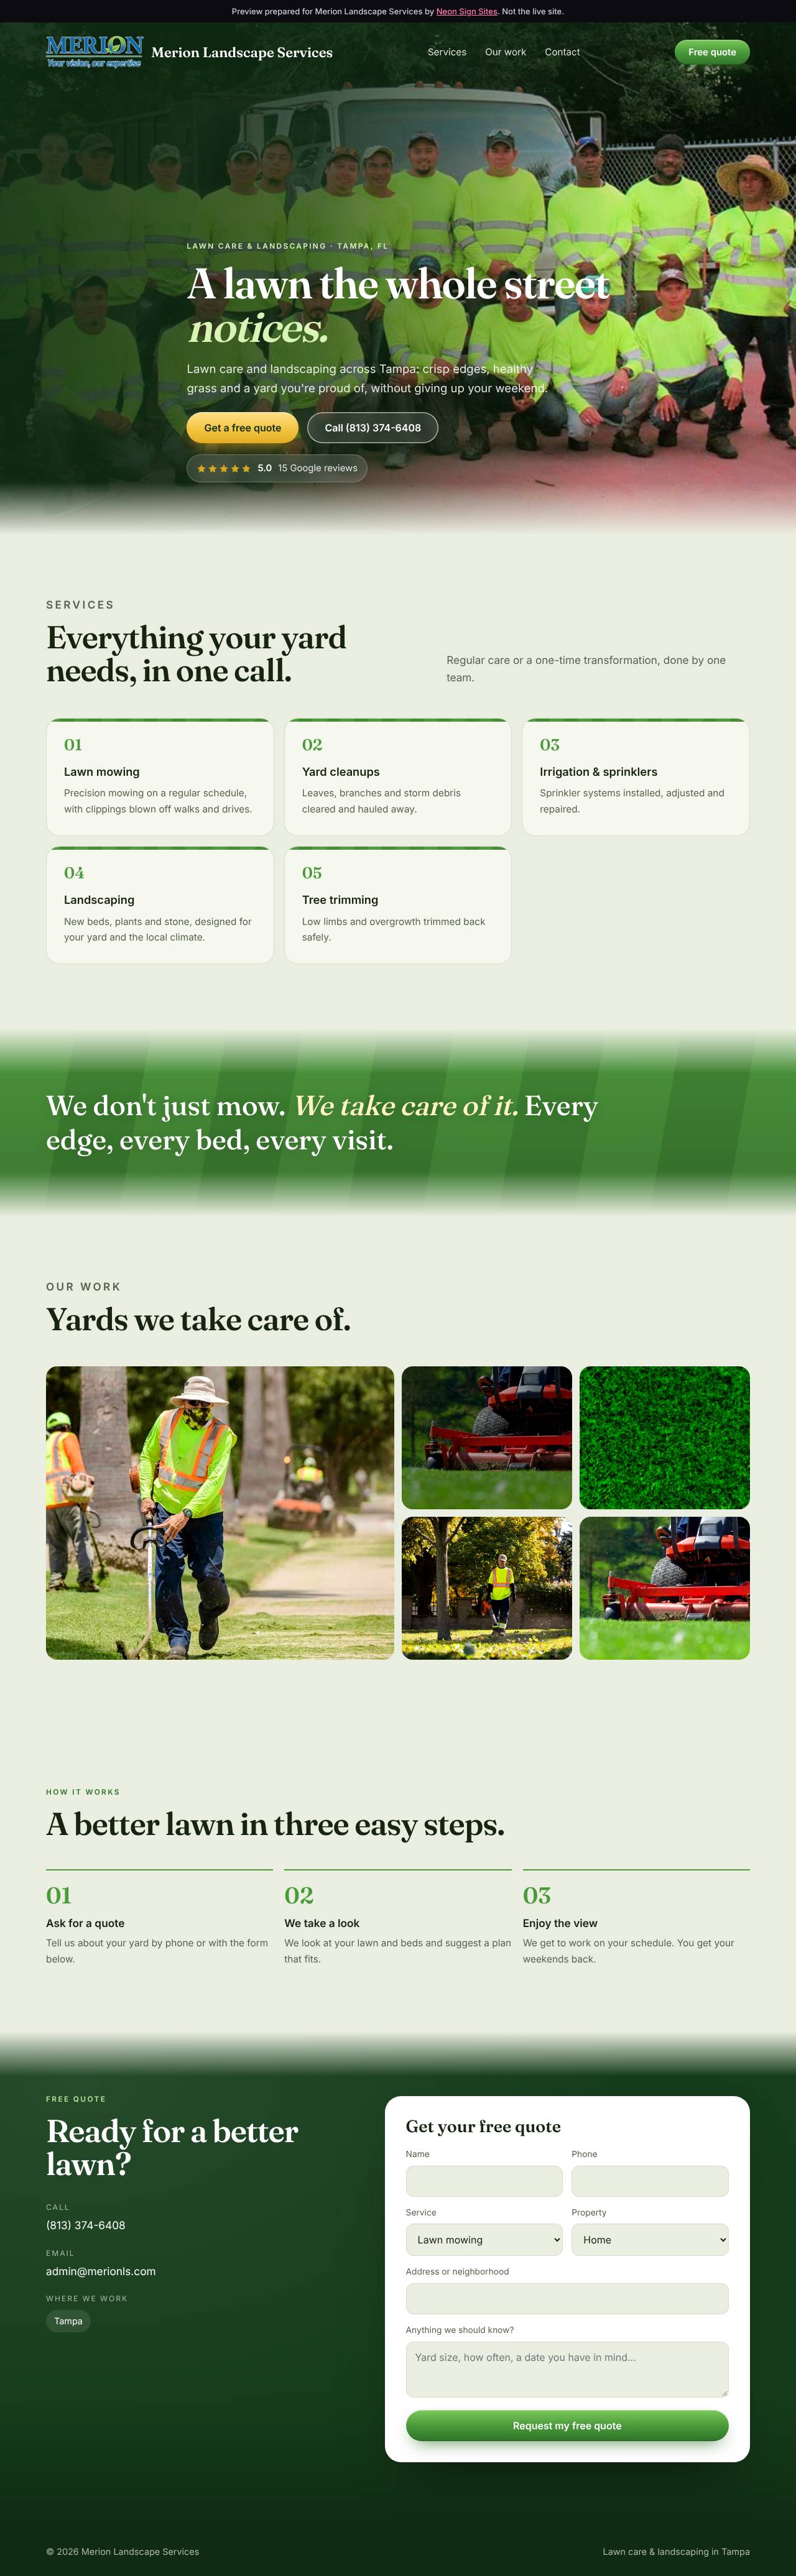 Preview prepared for Merion Landscape Services by Neon Sign Sites. Not the live site.
MERION
Your vision, our expertise
Merion Landscape Services
Services
Our work
Contact
Free quote
LAWN CARE & LANDSCAPING · TAMPA, FL
A lawn the whole street
notices.
Lawn care and landscaping across Tampa: crisp edges, healthy
grass and a yard you're proud of, without giving up your weekend.
Get a free quote
Call (813) 374-6408
★★★★★ 5.0 15 Google reviews
SERVICES
Everything your yard
needs, in one call.
Regular care or a one-time transformation, done by one
team.
01
Lawn mowing
Precision mowing on a regular schedule,
with clippings blown off walks and drives.
02
Yard cleanups
Leaves, branches and storm debris
cleared and hauled away.
03
Irrigation & sprinklers
Sprinkler systems installed, adjusted and
repaired.
04
Landscaping
New beds, plants and stone, designed for
your yard and the local climate.
05
Tree trimming
Low limbs and overgrowth trimmed back
safely.
We don't just mow. We take care of it. Every
edge, every bed, every visit.
OUR WORK
Yards we take care of.
HOW IT WORKS
A better lawn in three easy steps.
01
Ask for a quote
Tell us about your yard by phone or with the form
below.
02
We take a look
We look at your lawn and beds and suggest a plan
that fits.
03
Enjoy the view
We get to work on your schedule. You get your
weekends back.
FREE QUOTE
Ready for a better
lawn?
CALL
(813) 374-6408
EMAIL
admin@merionls.com
WHERE WE WORK
Tampa
Get your free quote
Name
Phone
Service
Property
Lawn mowing
Home
Address or neighborhood
Anything we should know?
Yard size, how often, a date you have in mind…
Request my free quote
© 2026 Merion Landscape Services
Lawn care & landscaping in Tampa